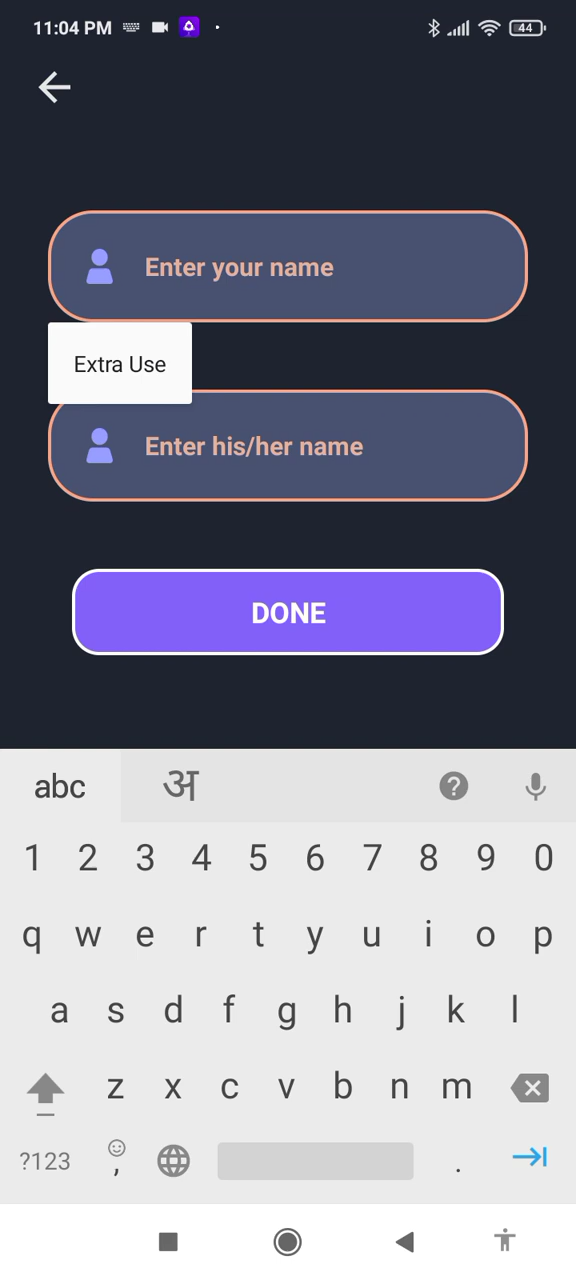 11:04 PM
44
Enter your name
Extra Use
Enter his/her name
DONE
abc अ ?
1 2 3 4 5 6 7 8 9 0
q w e r t y u i o p
a s d f g h j k l
z x c v b n m
?123 , .